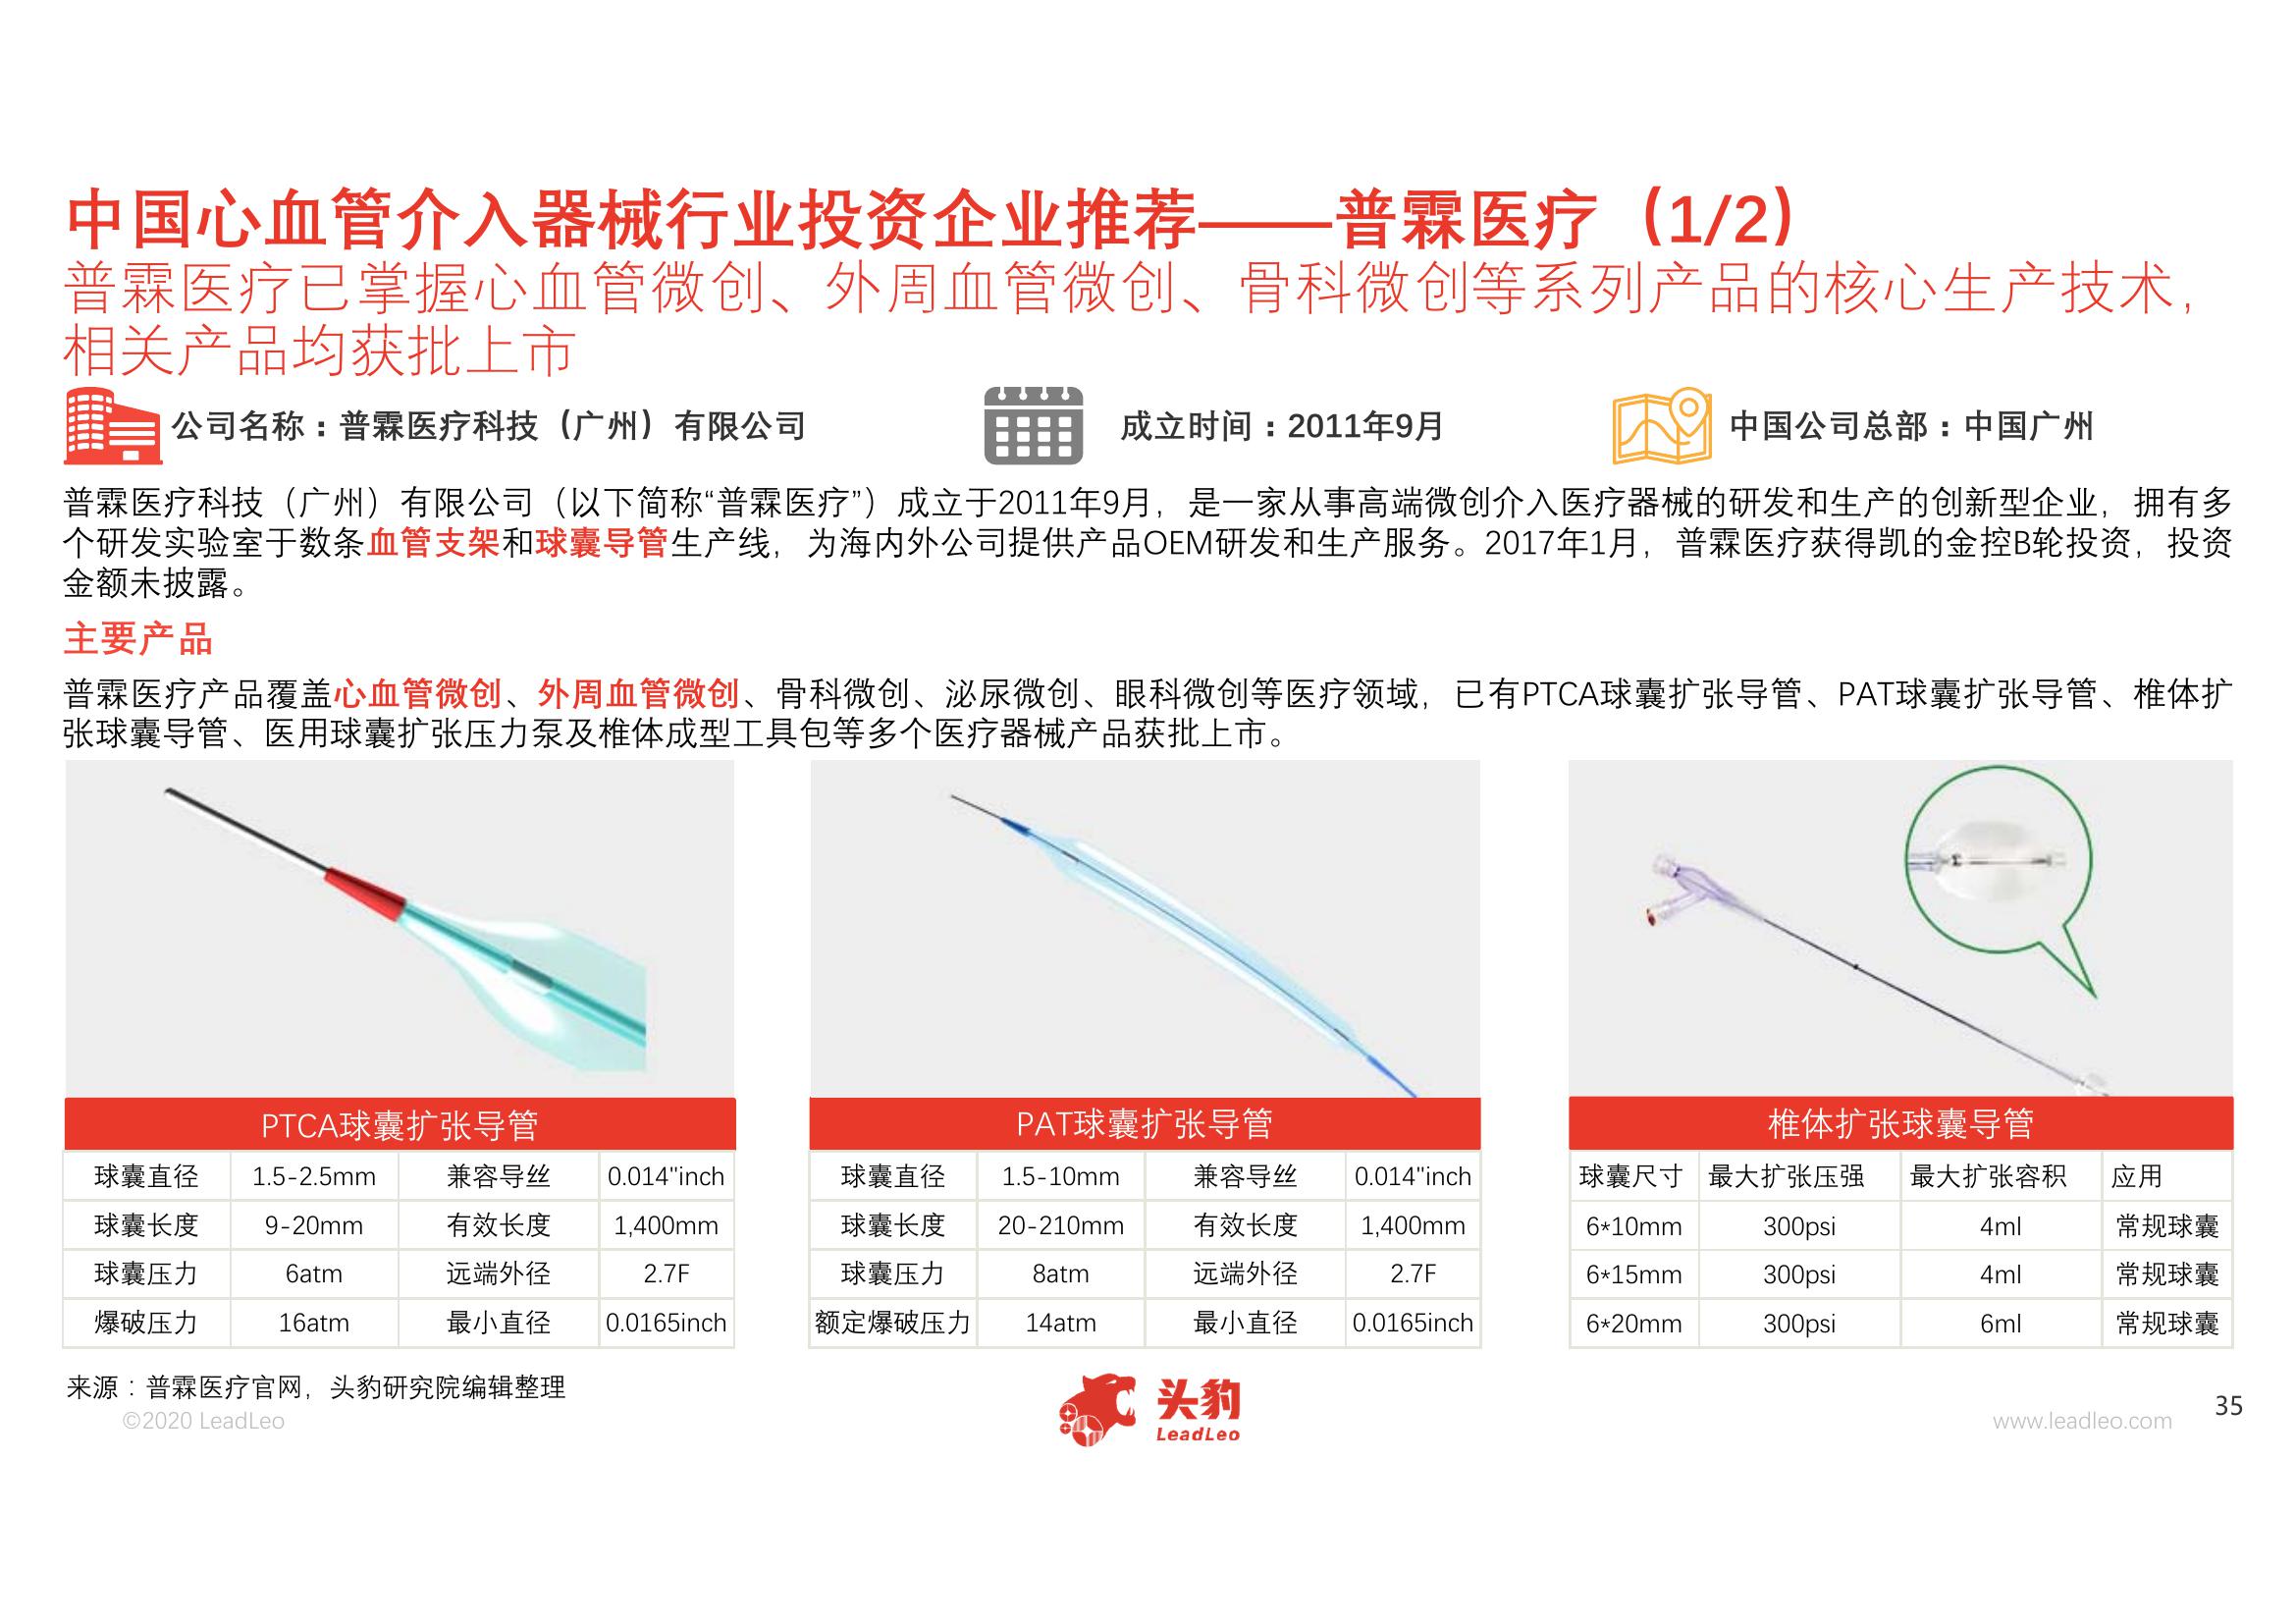 中国心血管介入器械行业投资企业推荐——普霖医疗（1/2）
普霖医疗已掌握心血管微创、外周血管微创、骨科微创等系列产品的核心生产技术，
相关产品均获批上市
公司名称：普霖医疗科技（广州）有限公司
成立时间：2011年9月
中国公司总部：中国广州
普霖医疗科技（广州）有限公司（以下简称“普霖医疗”）成立于2011年9月，是一家从事高端微创介入医疗器械的研发和生产的创新型企业，拥有多
个研发实验室于数条血管支架和球囊导管生产线，为海内外公司提供产品OEM研发和生产服务。2017年1月，普霖医疗获得凯的金控B轮投资，投资
金额未披露。
主要产品
普霖医疗产品覆盖心血管微创、外周血管微创、骨科微创、泌尿微创、眼科微创等医疗领域，已有PTCA球囊扩张导管、PAT球囊扩张导管、椎体扩
张球囊导管、医用球囊扩张压力泵及椎体成型工具包等多个医疗器械产品获批上市。
PTCA球囊扩张导管
球囊直径 1.5-2.5mm 兼容导丝 0.014"inch
球囊长度 9-20mm 有效长度 1,400mm
球囊压力 6atm 远端外径 2.7F
爆破压力 16atm 最小直径 0.0165inch
PAT球囊扩张导管
球囊直径 1.5-10mm 兼容导丝 0.014"inch
球囊长度 20-210mm 有效长度 1,400mm
球囊压力 8atm 远端外径 2.7F
额定爆破压力 14atm 最小直径 0.0165inch
椎体扩张球囊导管
球囊尺寸 最大扩张压强 最大扩张容积 应用
6*10mm 300psi 4ml 常规球囊
6*15mm 300psi 4ml 常规球囊
6*20mm 300psi 6ml 常规球囊
来源：普霖医疗官网，头豹研究院编辑整理
©2020 LeadLeo
头豹
LeadLeo
www.leadleo.com
35